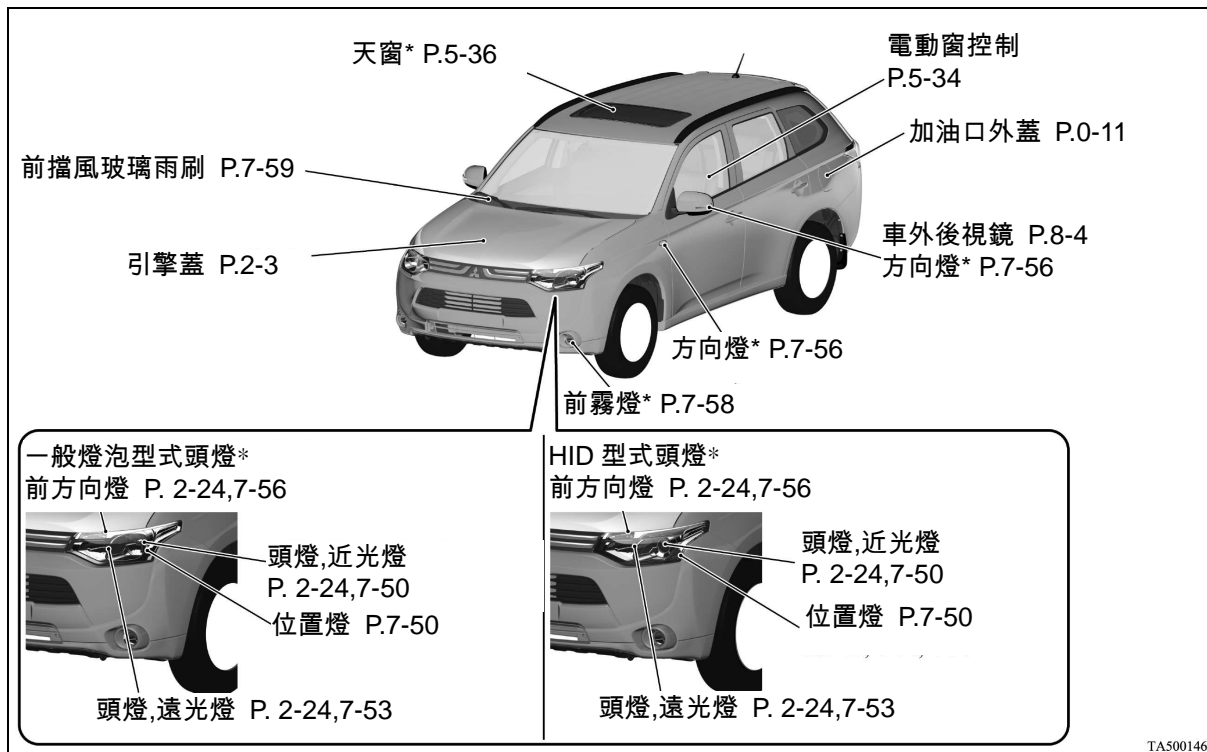 天窗* P.5-36
電動窗控制
P.5-34
加油口外蓋 P.0-11
前擋風玻璃雨刷 P.7-59
車外後視鏡 P.8-4
方向燈* P.7-56
引擎蓋 P.2-3
方向燈* P.7-56
前霧燈* P.7-58
一般燈泡型式頭燈*
前方向燈 P. 2-24,7-56
頭燈,近光燈
P. 2-24,7-50
位置燈 P.7-50
頭燈,遠光燈 P. 2-24,7-53
HID 型式頭燈*
前方向燈 P. 2-24,7-56
頭燈,近光燈
P. 2-24,7-50
位置燈 P.7-50
頭燈,遠光燈 P. 2-24,7-53
TA500146